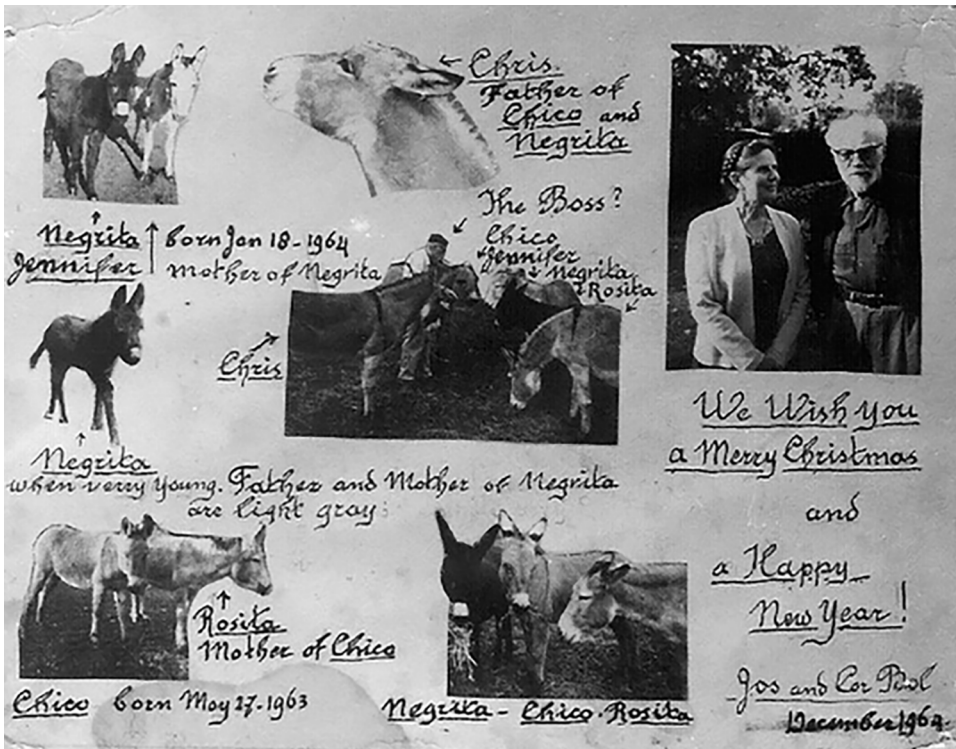 Chris.
Father of
Chico and
Negrita
Negrita
Jennifer
born Jan 18-1964
Mother of Negrita
The Boss?
Chico
Jennifer
Negrita
Rosita
Chris
Negrita
when verry young. Father and Mother of Negrita
are light gray
Rosita
Mother of Chico
Chico born May 27-1963
Negrita - Chico - Rosita
We Wish you
a Merry Christmas
and
a Happy
New Year!
Jos and Cor Pol
December 1964.